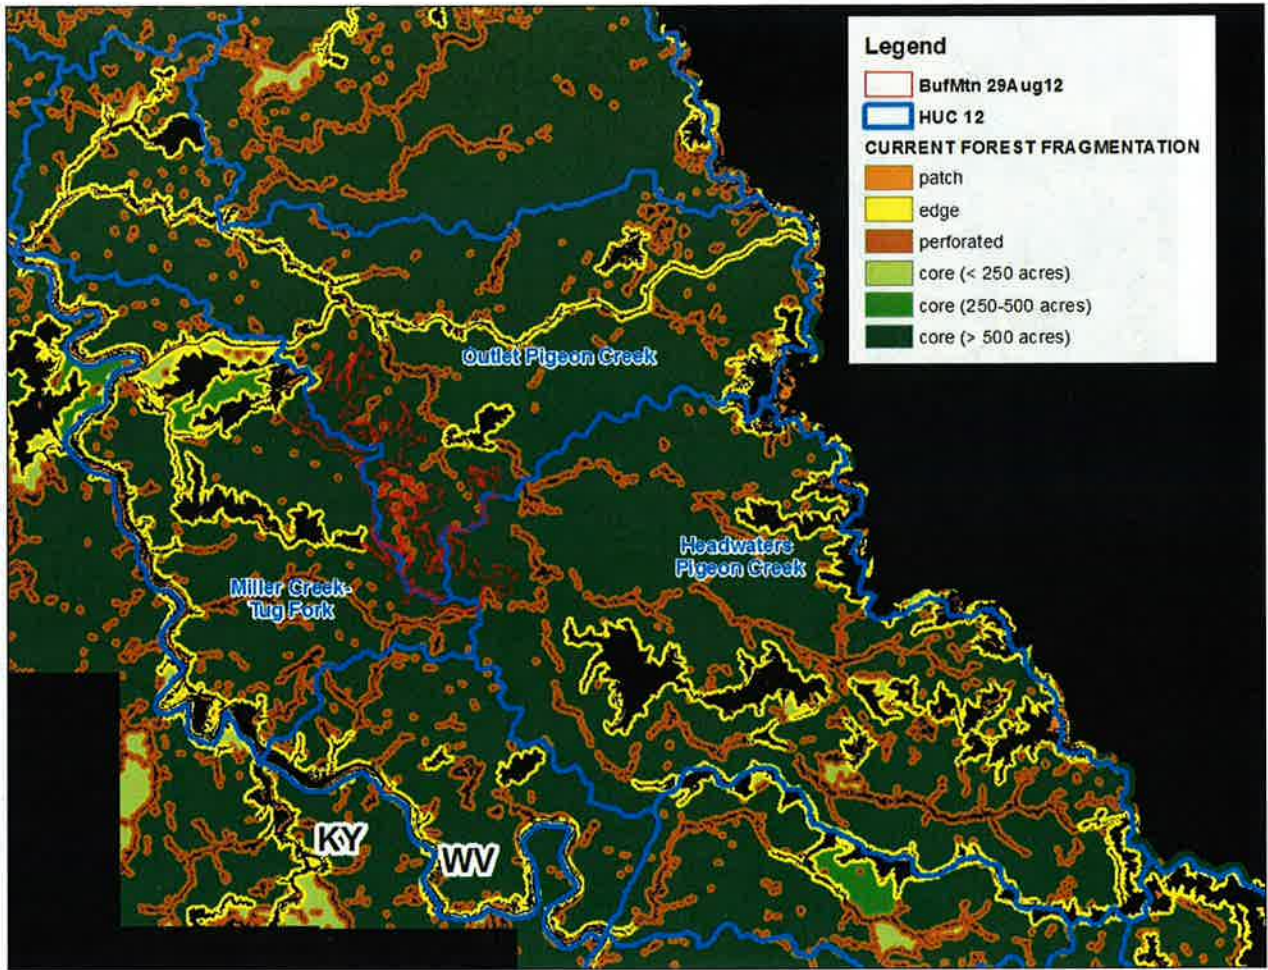 Legend
BufMtn 29Aug12
HUC 12
CURRENT FOREST FRAGMENTATION
patch
edge
perforated
core (< 250 acres)
core (250-500 acres)
core (> 500 acres)
Outlet Pigeon Creek
Headwaters
Pigeon Creek
Miller Creek-
Tug Fork
KY
WV